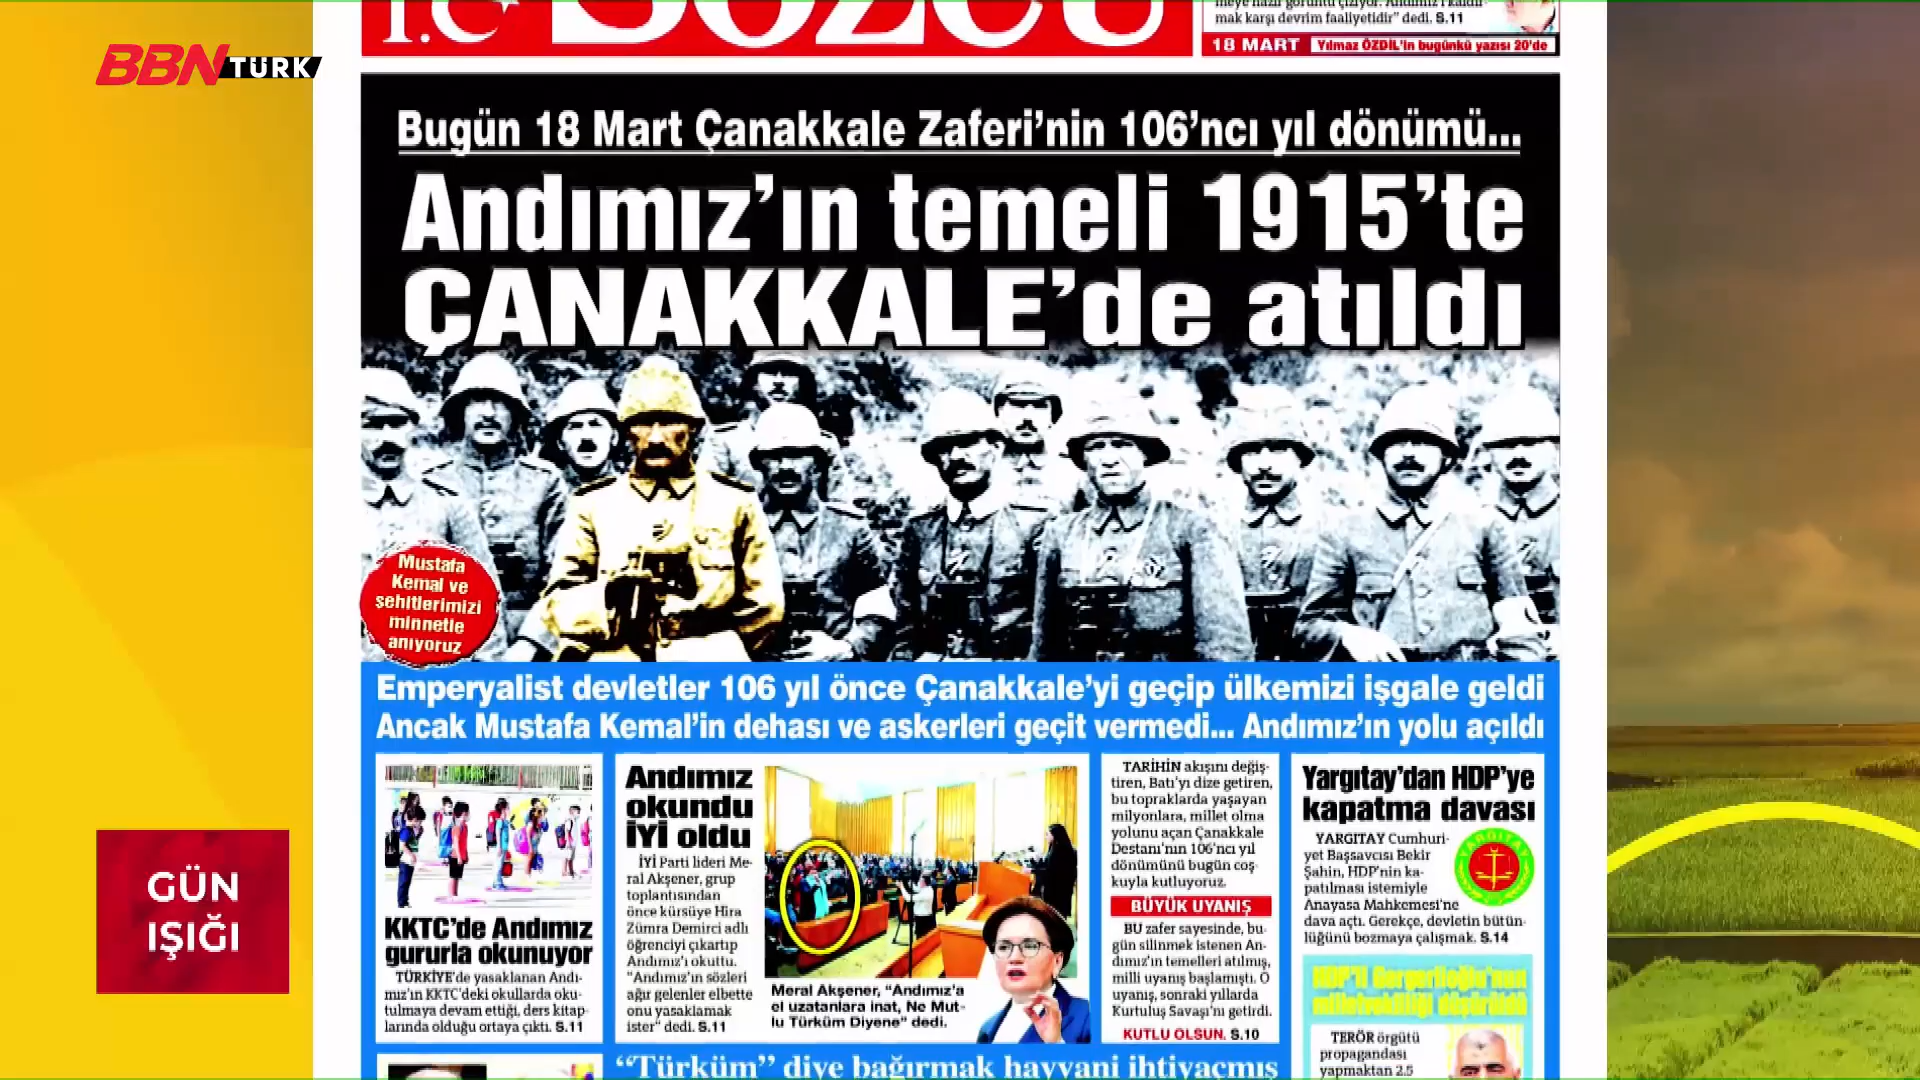 BBN TÜRK
T.C. SÖZCÜ
mak karşı devrim faaliyetidir” dedi. S.11
18 MART Yılmaz ÖZDİL'in bugünkü yazısı 20'de
Bugün 18 Mart Çanakkale Zaferi'nin 106'ncı yıl dönümü...
Andımız'ın temeli 1915'te
ÇANAKKALE'de atıldı
Mustafa
Kemal ve
şehitlerimizi
minnetle
anıyoruz
Emperyalist devletler 106 yıl önce Çanakkale'yi geçip ülkemizi işgale geldi
Ancak Mustafa Kemal'in dehası ve askerleri geçit vermedi... Andımız'ın yolu açıldı
KKTC'de Andımız
gururla okunuyor
TÜRKİYE'de yasaklanan Andı-
mız'ın KKTC'deki okullarda oku-
tulmaya devam ettiği, ders kitap-
larında olduğu ortaya çıktı. S.11
Andımız
okundu
İYİ oldu
İYİ Parti lideri Me-
ral Akşener, grup
toplantısından
önce kürsüye Hira
Zümra Demirci adlı
öğrenciyi çıkartıp
Andımız'ı okuttu.
“Andımız'ın sözleri
ağır gelenler elbette
onu yasaklamak
ister” dedi. S.11
Meral Akşener, “Andımız'a
el uzatanlara inat, Ne Mut-
lu Türküm Diyene” dedi.
TARİHİN akışını değiş-
tiren, Batı'yı dize getiren,
bu topraklarda yaşayan
milyonlara, millet olma
yolunu açan Çanakkale
Destanı'nın 106'ncı yıl
dönümünü bugün coş-
kuyla kutluyoruz.
BÜYÜK UYANIŞ
BU zafer sayesinde, bu-
gün silinmek istenen An-
dımız'ın temelleri atılmış,
milli uyanış başlamıştı. O
uyanış, sonraki yıllarda
Kurtuluş Savaşı'nı getirdi.
KUTLU OLSUN. S.10
Yargıtay'dan HDP'ye
kapatma davası
YARGITAY Cumhuri-
yet Başsavcısı Bekir
Şahin, HDP'nin ka-
patılması istemiyle
Anayasa Mahkemesi'ne
dava açtı. Gerekçe, devletin bütün-
lüğünü bozmaya çalışmak. S.14
YARGITAY
HDP'li Gergerlioğlu'nun
milletvekilliği düşürüldü
TERÖR örgütü
propagandası
yapmaktan 2.5
“Türküm” diye bağırmak hayvani ihtiyaçmış
GÜN
IŞIĞI